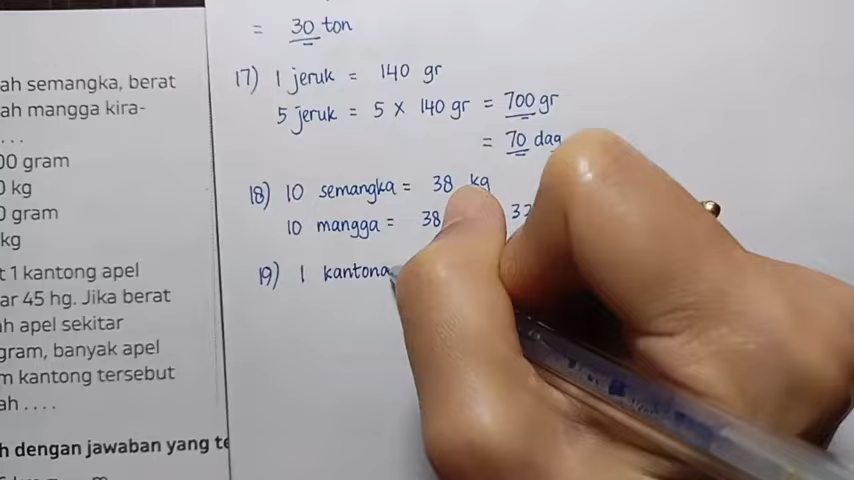 ah semangka, berat
ah mangga kira-
. . .
00 gram
0 kg
0 gram
kg
t 1 kantong apel
ar 45 hg. Jika berat
h apel sekitar
gram, banyak apel
m kantong tersebut
ah . . . .
h dengan jawaban yang te
= 30 ton
17) 1 jeruk = 140 gr
5 jeruk = 5 × 140 gr = 700 gr
= 70 dag
18) 10 semangka = 38 kg
10 mangga = 38 32
19) 1 kantong